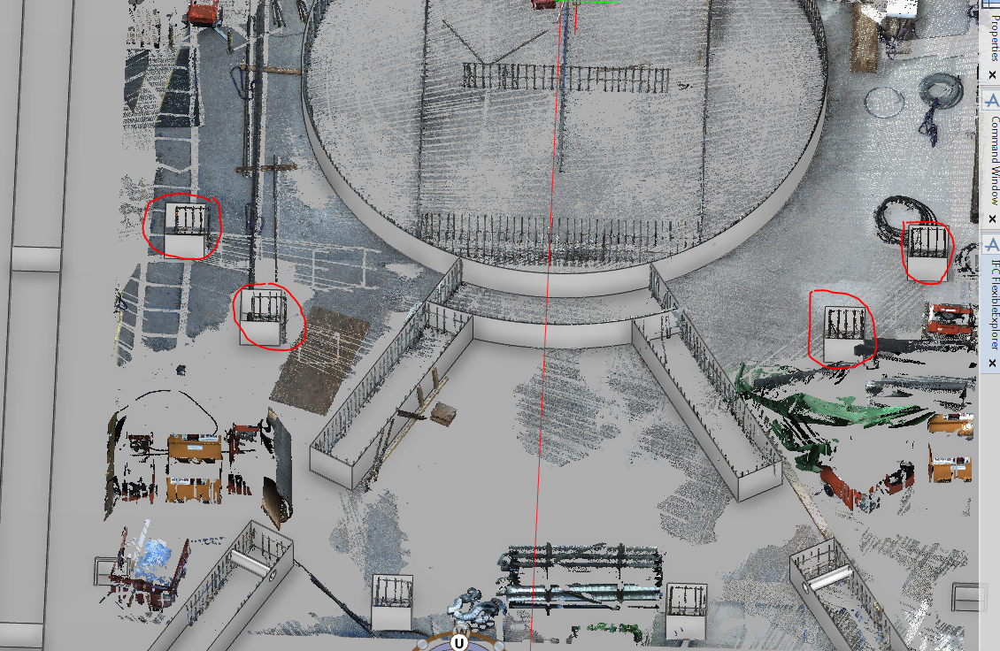 Properties
Command Window
IFC FlexibleExplorer
U